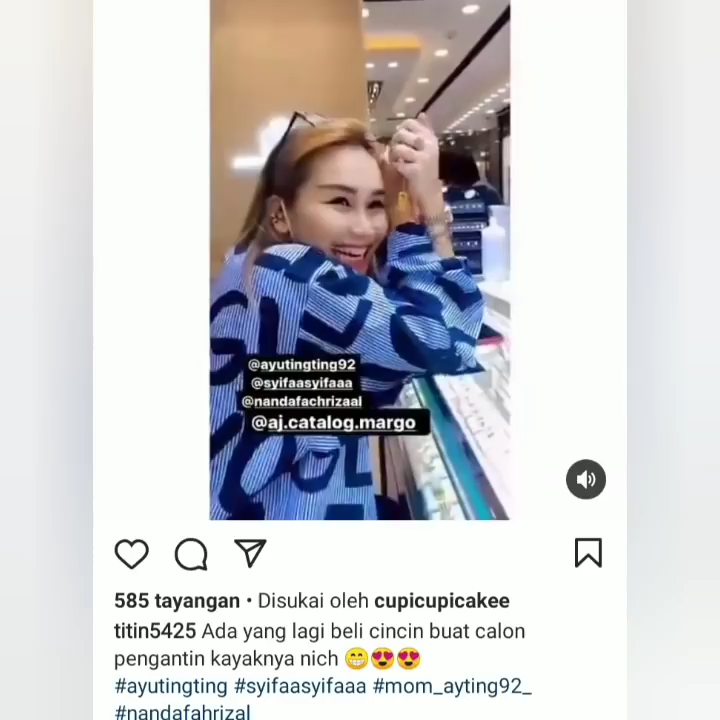 @ayutingting92
@syifaasyifaaa
@nandafachrizaal
@aj.catalog.margo
585 tayangan • Disukai oleh cupicupicakee
titin5425 Ada yang lagi beli cincin buat calon
pengantin kayaknya nich 😁😍😍
#ayutingting #syifaasyifaaa #mom_ayting92_
#nandafahrizal